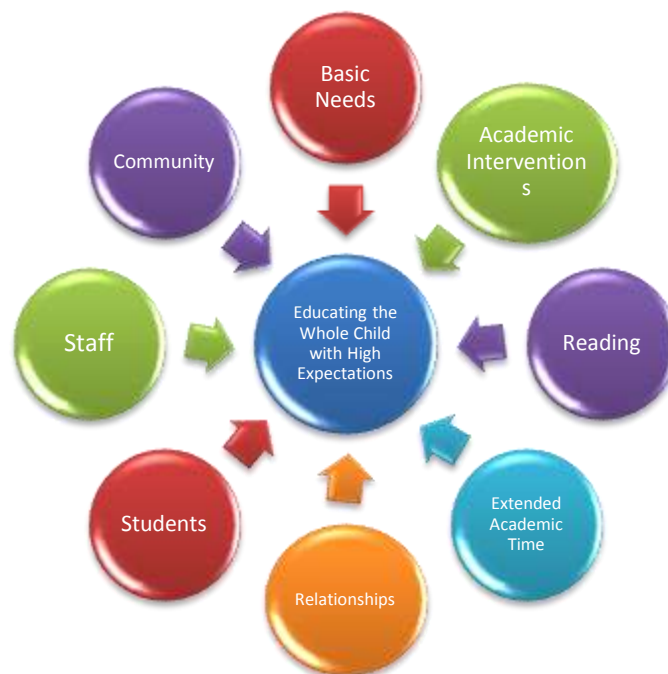 Basic
Needs
Academic
Intervention
s
Reading
Extended
Academic
Time
Relationships
Students
Staff
Community
Educating the
Whole Child
with High
Expectations